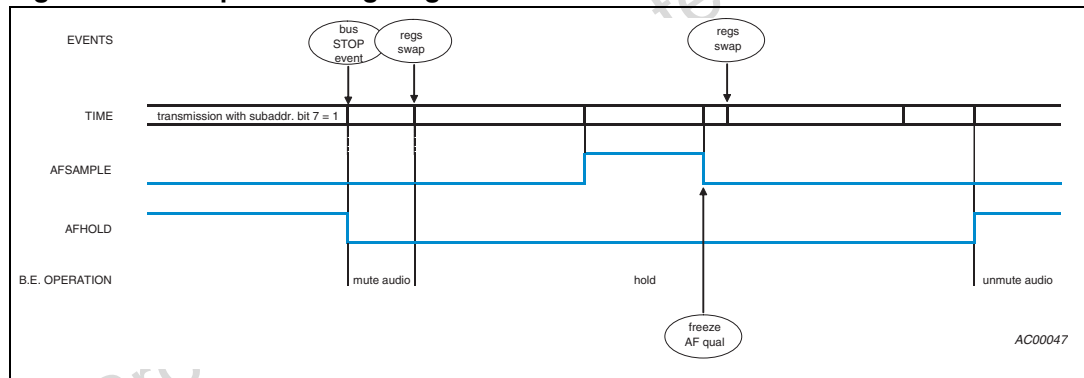 EVENTS
bus
STOP
event
regs
swap
regs
swap
TIME
transmission with subaddr. bit 7 = 1
AFSAMPLE
AFHOLD
B.E. OPERATION
mute audio
hold
unmute audio
freeze
AF qual
AC00047